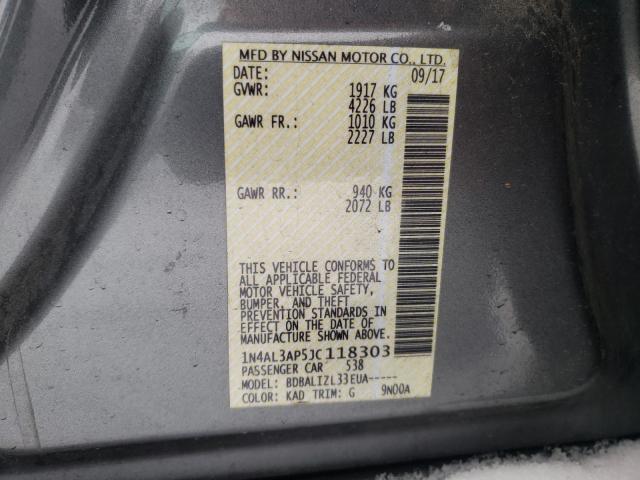 MFD BY NISSAN MOTOR CO., LTD.
DATE: 09/17
GVWR: 1917 KG
4226 LB
GAWR FR.: 1010 KG
2227 LB
GAWR RR.: 940 KG
2072 LB
THIS VEHICLE CONFORMS TO
ALL APPLICABLE FEDERAL
MOTOR VEHICLE SAFETY,
BUMPER, AND THEFT
PREVENTION STANDARDS IN
EFFECT ON THE DATE OF
MANUFACTURE SHOWN ABOVE.
1N4AL3AP5JC118303
PASSENGER CAR 538
MODEL: BDBALIZL33EUA-----
COLOR: KAD TRIM: G 9N00A